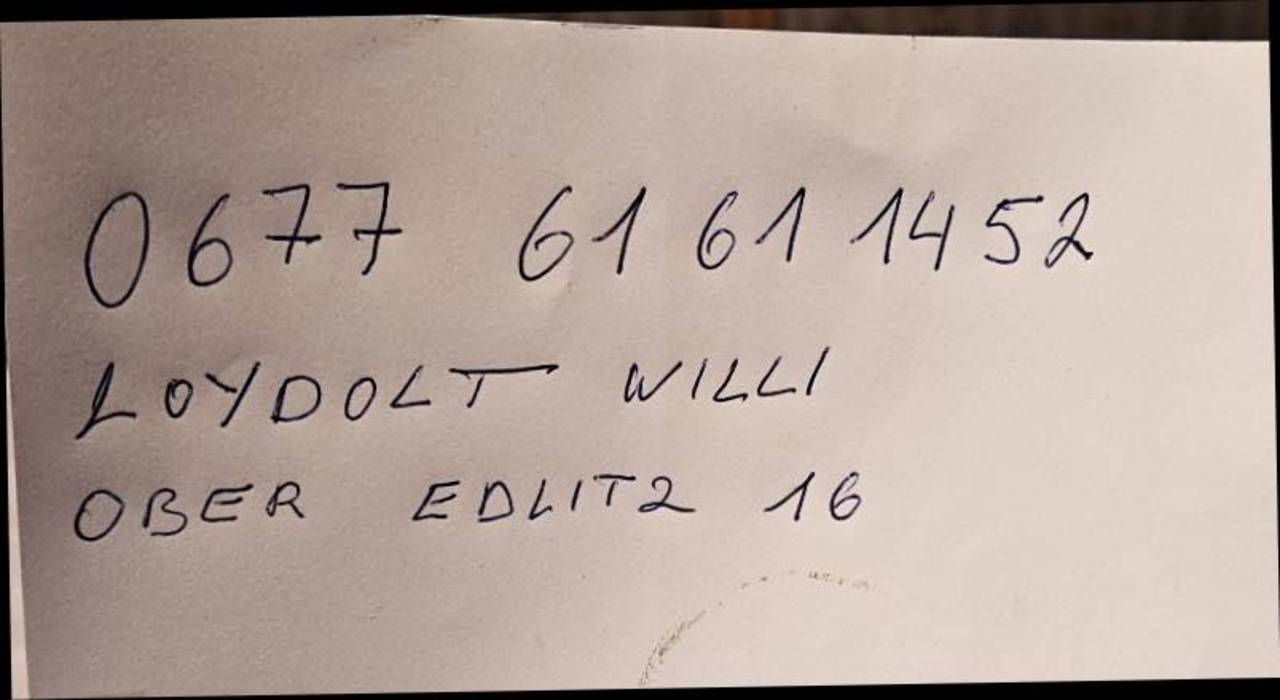 0677 61 61 1452
LOYDOLT WILLI
OBER EDLITZ 16